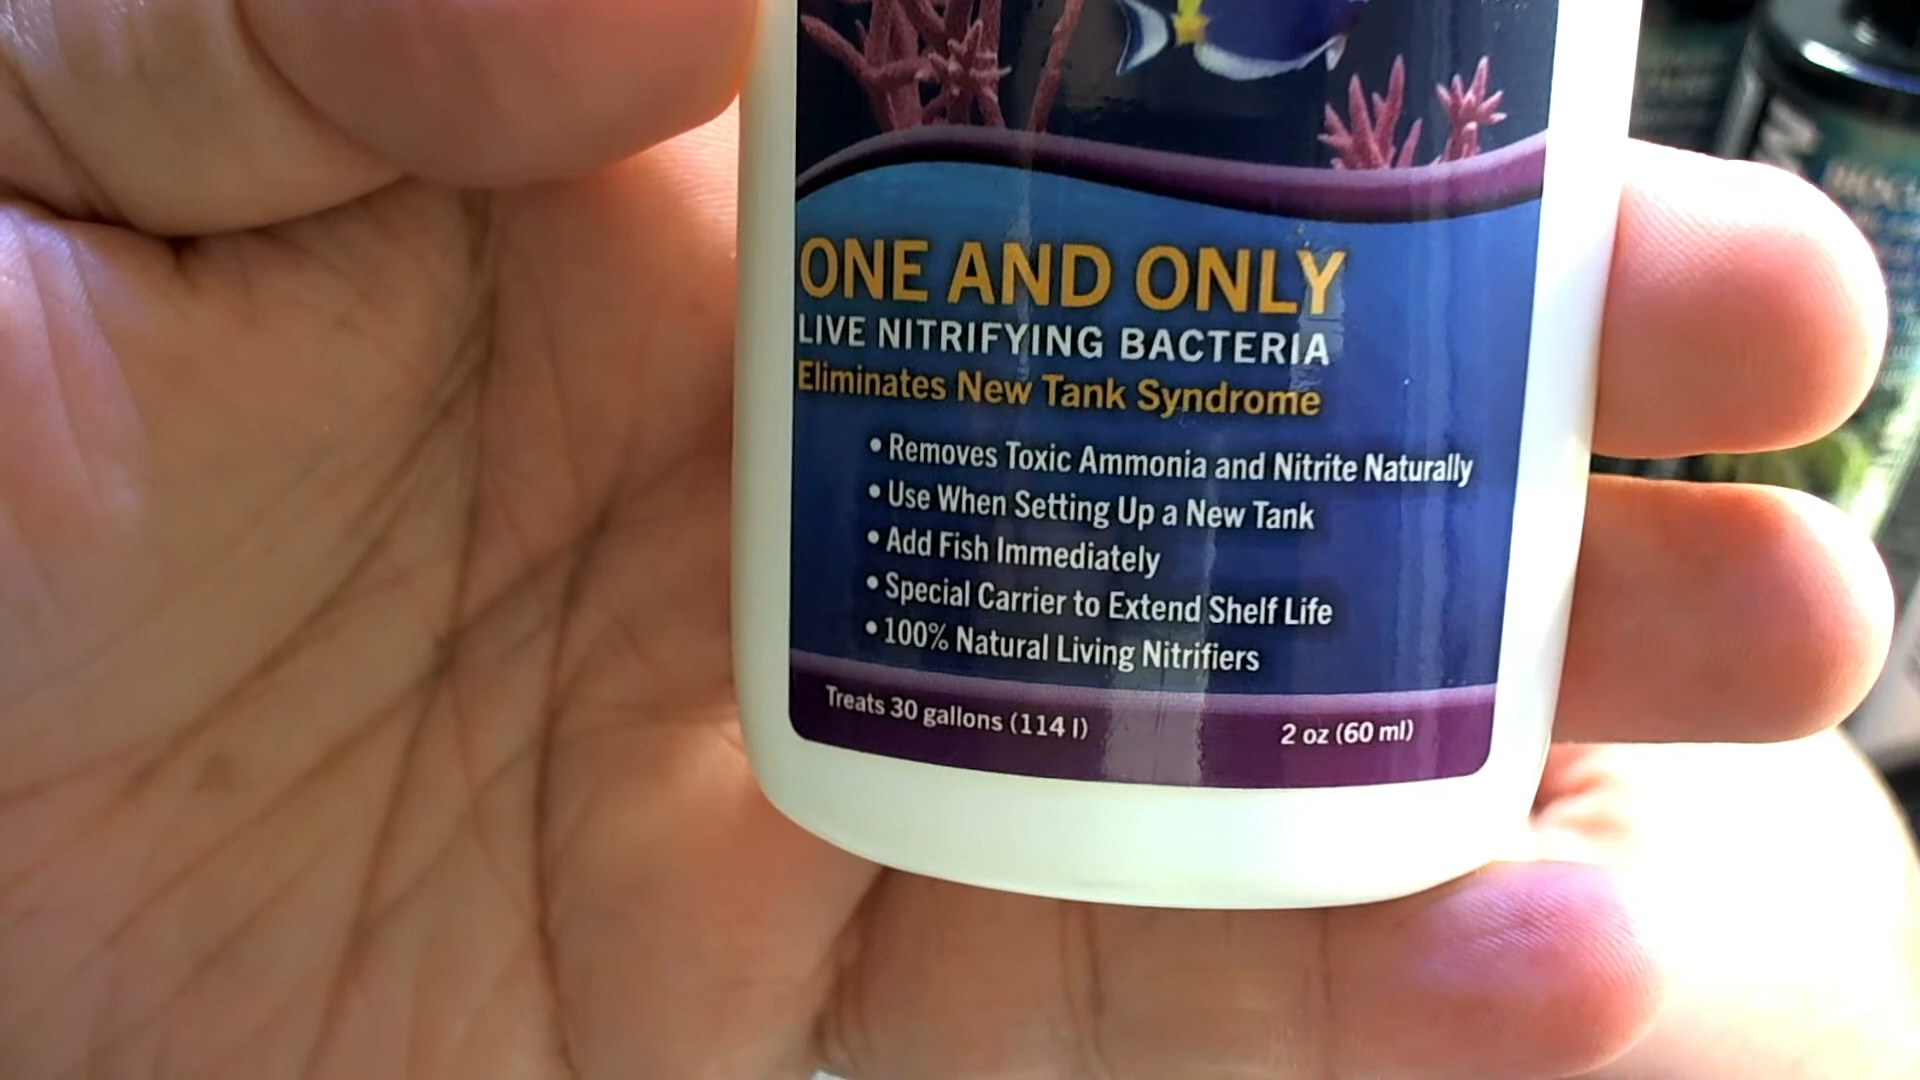 ONE AND ONLY
LIVE NITRIFYING BACTERIA
Eliminates New Tank Syndrome
• Removes Toxic Ammonia and Nitrite Naturally
• Use When Setting Up a New Tank
• Add Fish Immediately
• Special Carrier to Extend Shelf Life
• 100% Natural Living Nitrifiers
Treats 30 gallons (114 l)
2 oz (60 ml)